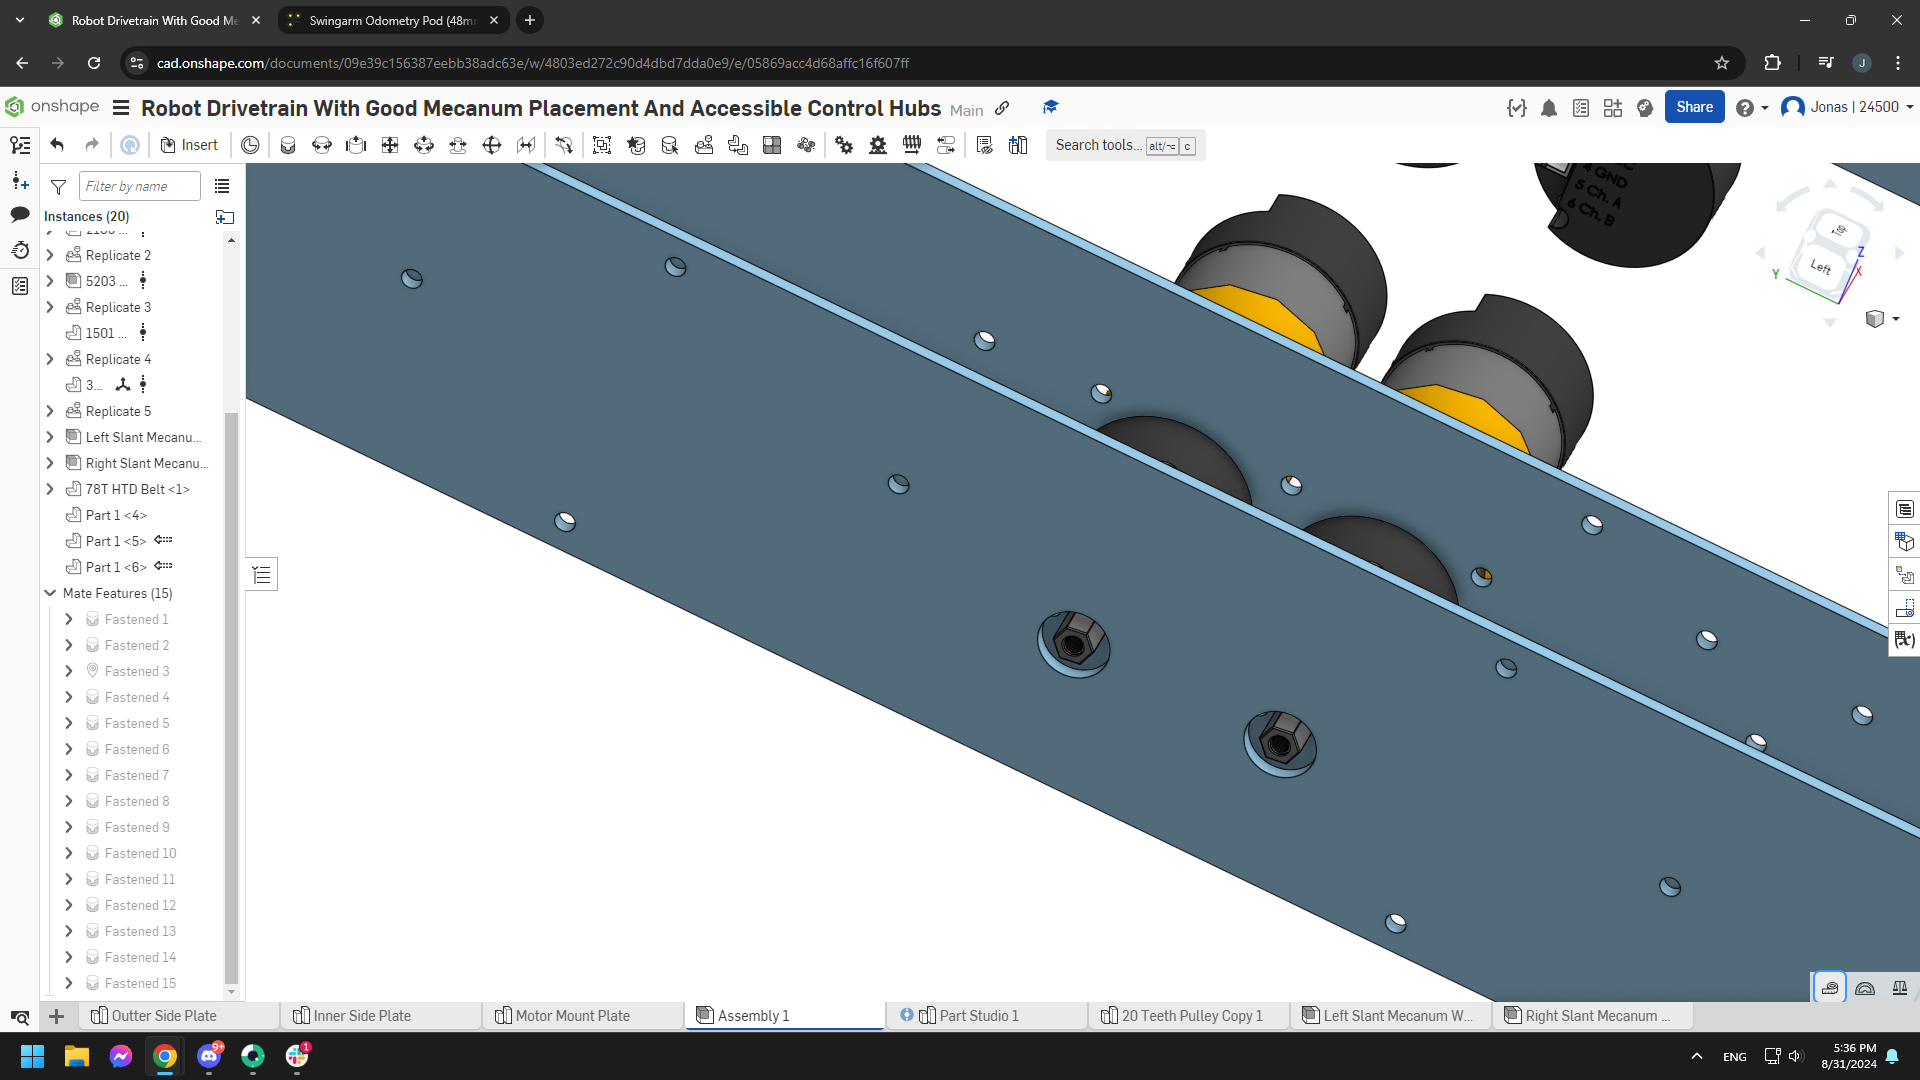 Robot Drivetrain With Good Me
Swingarm Odometry Pod (48m
cad.onshape.com/documents/09e39c156387eebb38adc63e/w/4803ed272c90d4dbd7dda0e9/e/05869acc4d68affc16f607ff
J
onshape
Robot Drivetrain With Good Mecanum Placement And Accessible Control Hubs Main
Share
Jonas | 24500
Insert
Search tools... alt/⌥ c
Filter by name
Instances (20)
Replicate 2
5203 ...
Replicate 3
1501 ...
Replicate 4
3...
Replicate 5
Left Slant Mecanu...
Right Slant Mecanu...
78T HTD Belt <1>
Part 1 <4>
Part 1 <5>
Part 1 <6>
Mate Features (15)
Fastened 1
Fastened 2
Fastened 3
Fastened 4
Fastened 5
Fastened 6
Fastened 7
Fastened 8
Fastened 9
Fastened 10
Fastened 11
Fastened 12
Fastened 13
Fastened 14
Fastened 15
4 GND
5 Ch. A
6 Ch. B
Left
Z
Y
X
Outter Side Plate
Inner Side Plate
Motor Mount Plate
Assembly 1
Part Studio 1
20 Teeth Pulley Copy 1
Left Slant Mecanum W...
Right Slant Mecanum ...
9+
1
ENG
5:36 PM
8/31/2024